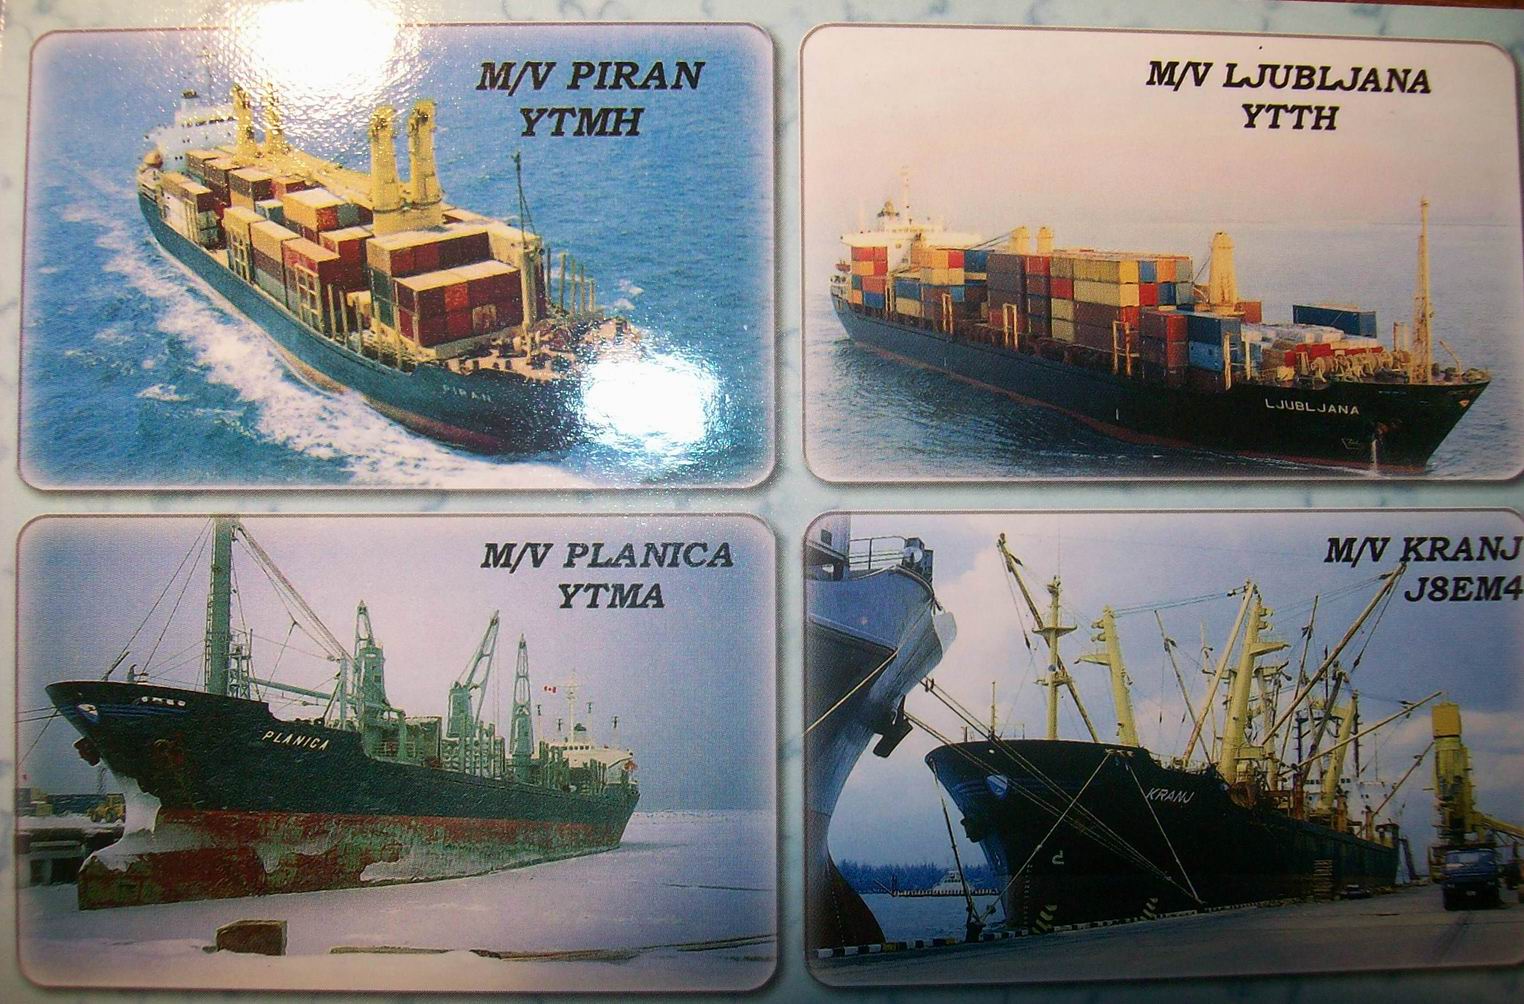 M/V PIRAN
YTMH
PIRAN
M/V LJUBLJANA
YTTH
LJUBLJANA
M/V PLANICA
YTMA
PLANICA
M/V KRANJ
J8EM4
KRANJ